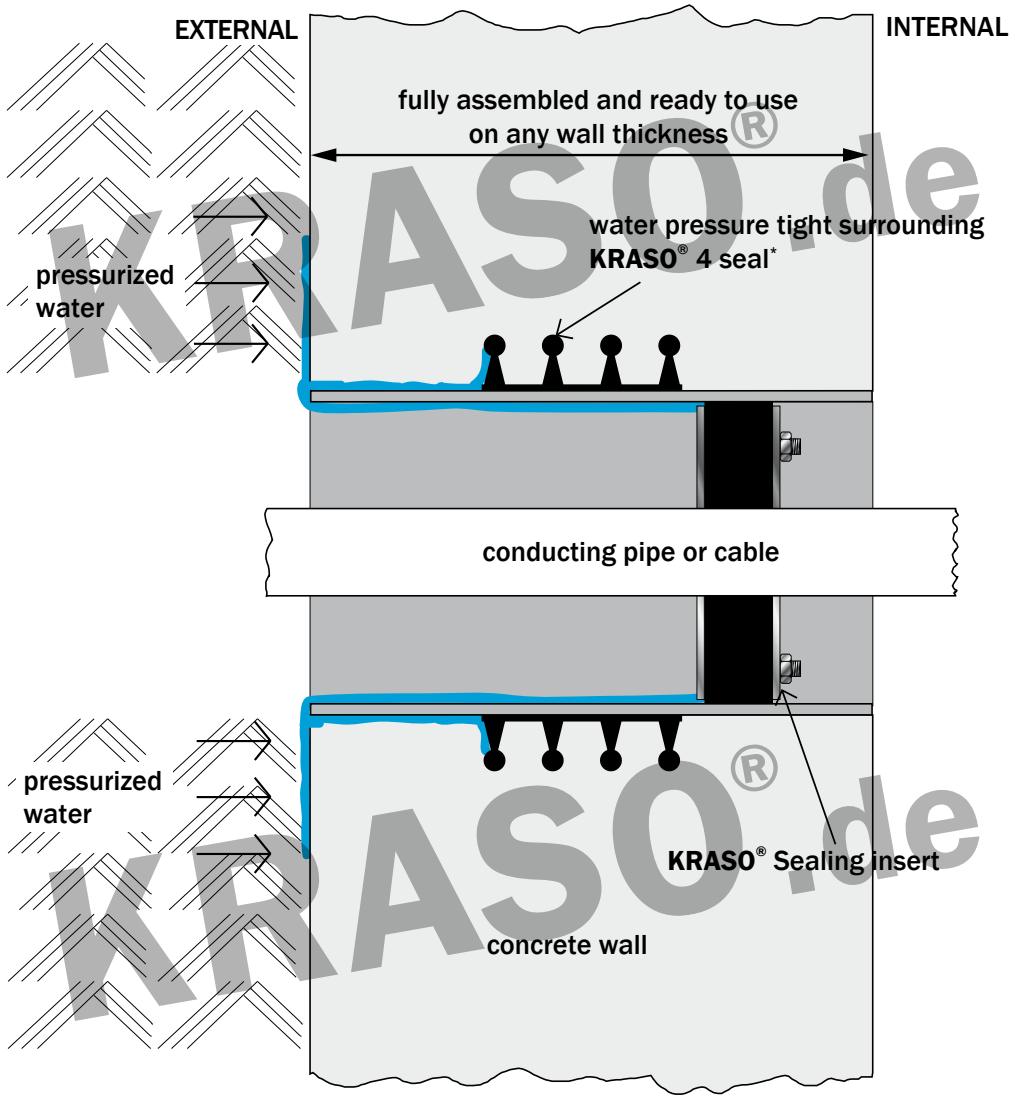 EXTERNAL
INTERNAL
fully assembled and ready to use
on any wall thickness
KRASO®.de
water pressure tight surrounding
KRASO® 4 seal*
pressurized
water
conducting pipe or cable
pressurized
water
KRASO®.de
KRASO® Sealing insert
concrete wall